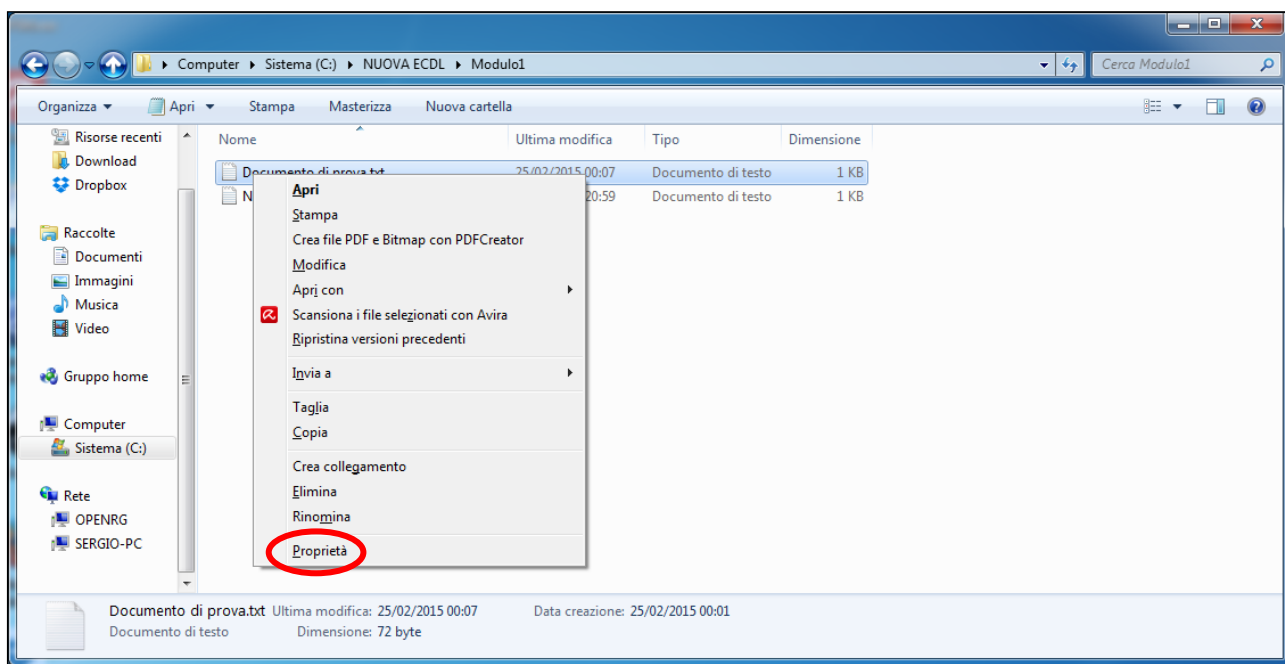 Computer ▸ Sistema (C:) ▸ NUOVA ECDL ▸ Modulo1
Cerca Modulo1
Organizza Apri Stampa Masterizza Nuova cartella
Risorse recenti
Download
Dropbox
Raccolte
Documenti
Immagini
Musica
Video
Gruppo home
Computer
Sistema (C:)
Rete
OPENRG
SERGIO-PC
Nome Ultima modifica Tipo Dimensione
Documento di prova.txt 25/02/2015 00:07 Documento di testo 1 KB
N 20:59 Documento di testo 1 KB
Apri
Stampa
Crea file PDF e Bitmap con PDFCreator
Modifica
Apri con
Scansiona i file selezionati con Avira
Ripristina versioni precedenti
Invia a
Taglia
Copia
Crea collegamento
Elimina
Rinomina
Proprietà
Documento di prova.txt Ultima modifica: 25/02/2015 00:07 Data creazione: 25/02/2015 00:01
Documento di testo Dimensione: 72 byte